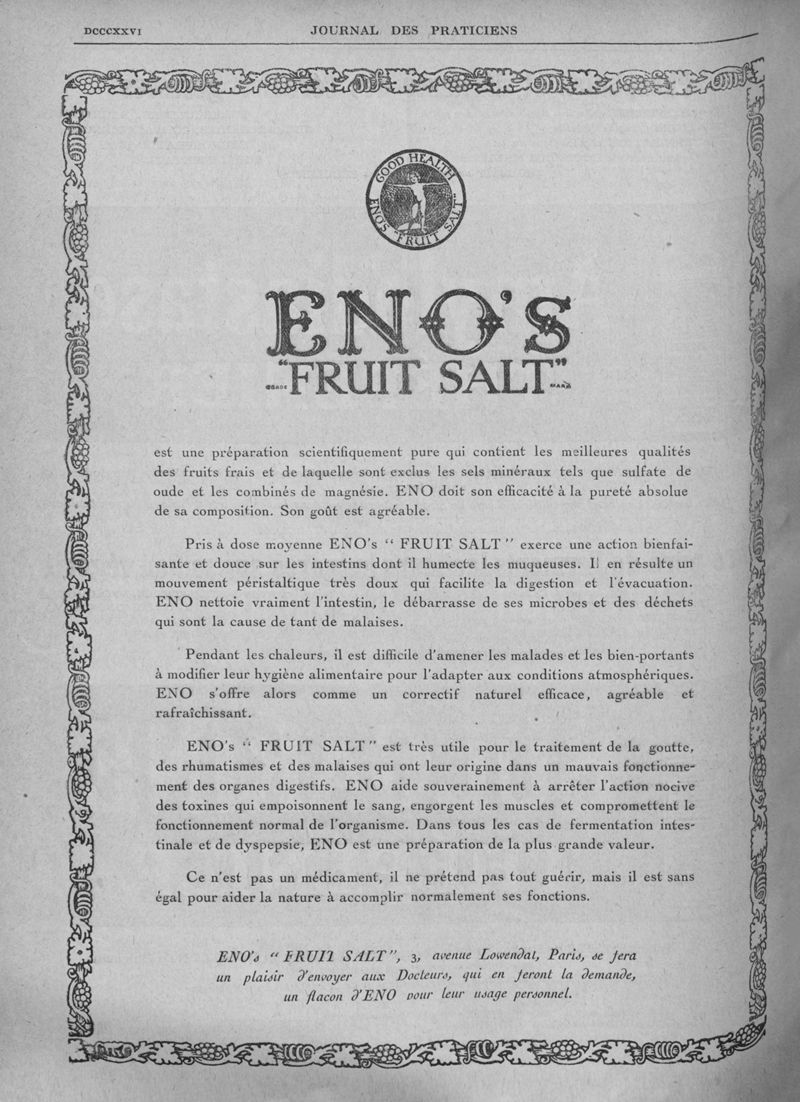 DCCCXXVI
JOURNAL DES PRATICIENS
GOOD HEALTH
ENO'S "FRUIT SALT"
ENO'S
TRADE "FRUIT SALT" MARK
est une préparation scientifiquement pure qui contient les meilleures qualités
des fruits frais et de laquelle sont exclus les sels minéraux tels que sulfate de
oude et les combinés de magnésie. ENO doit son efficacité à la pureté absolue
de sa composition. Son goût est agréable.
Pris à dose moyenne ENO's " FRUIT SALT " exerce une action bienfai-
sante et douce sur les intestins dont il humecte les muqueuses. Il en résulte un
mouvement péristaltique très doux qui facilite la digestion et l'évacuation.
ENO nettoie vraiment l'intestin, le débarrasse de ses microbes et des déchets
qui sont la cause de tant de malaises.
Pendant les chaleurs, il est difficile d'amener les malades et les bien-portants
à modifier leur hygiène alimentaire pour l'adapter aux conditions atmosphériques.
ENO s'offre alors comme un correctif naturel efficace, agréable et
rafraîchissant.
ENO's " FRUIT SALT " est très utile pour le traitement de la goutte,
des rhumatismes et des malaises qui ont leur origine dans un mauvais fonctionne-
ment des organes digestifs. ENO aide souverainement à arrêter l'action nocive
des toxines qui empoisonnent le sang, engorgent les muscles et compromettent le
fonctionnement normal de l'organisme. Dans tous les cas de fermentation intes-
tinale et de dyspepsie, ENO est une préparation de la plus grande valeur.
Ce n'est pas un médicament, il ne prétend pas tout guérir, mais il est sans
égal pour aider la nature à accomplir normalement ses fonctions.
ENO's " FRUIT SALT ", 3, avenue Lowendal, Paris, se fera
un plaisir d'envoyer aux Docteurs, qui en feront la demande,
un flacon d'ENO pour leur usage personnel.